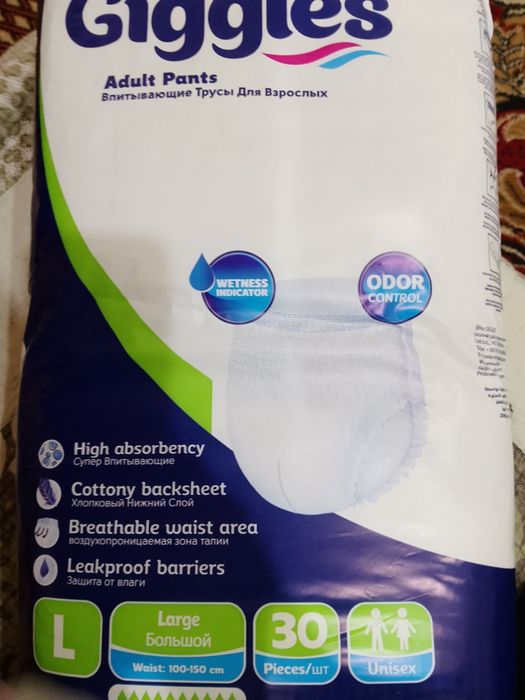 Giggles
Adult Pants
Впитывающие Трусы Для Взрослых
WETNESS
INDICATOR
ODOR
CONTROL
High absorbency
Супер Впитывающие
Cottony backsheet
Хлопковый Нижний Слой
Breathable waist area
воздухопроницаемая зона талии
Leakproof barriers
Защита от влаги
L
Large
Большой
Waist: 100-150 cm
30
Pieces/шт
Unisex